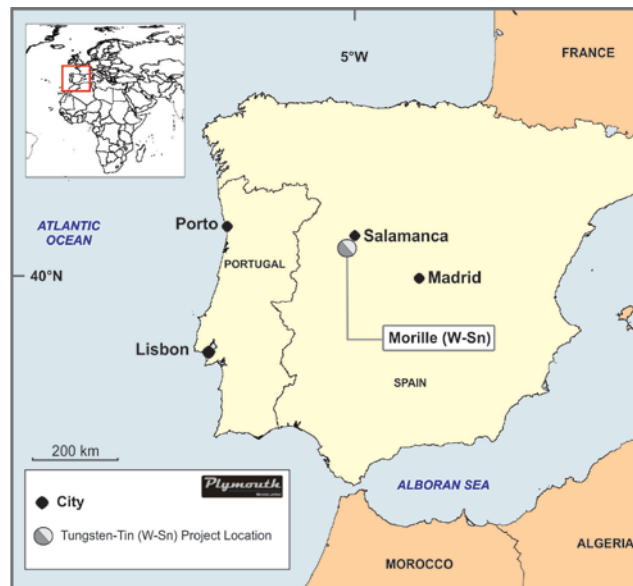 5°W
FRANCE
ATLANTIC
OCEAN
Porto
Salamanca
PORTUGAL
40°N
Madrid
Morille (W-Sn)
Lisbon
SPAIN
200 km
Plymouth
City
ALBORAN SEA
Tungsten-Tin (W-Sn) Project Location
MOROCCO
ALGERIA